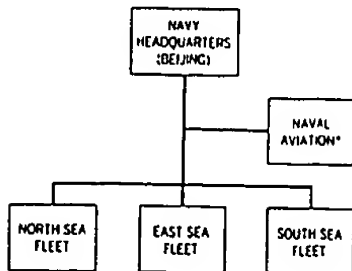 NAVY
HEADQUARTERS
(BEIJING)
NAVAL
AVIATION*
NORTH SEA
FLEET
EAST SEA
FLEET
SOUTH SEA
FLEET